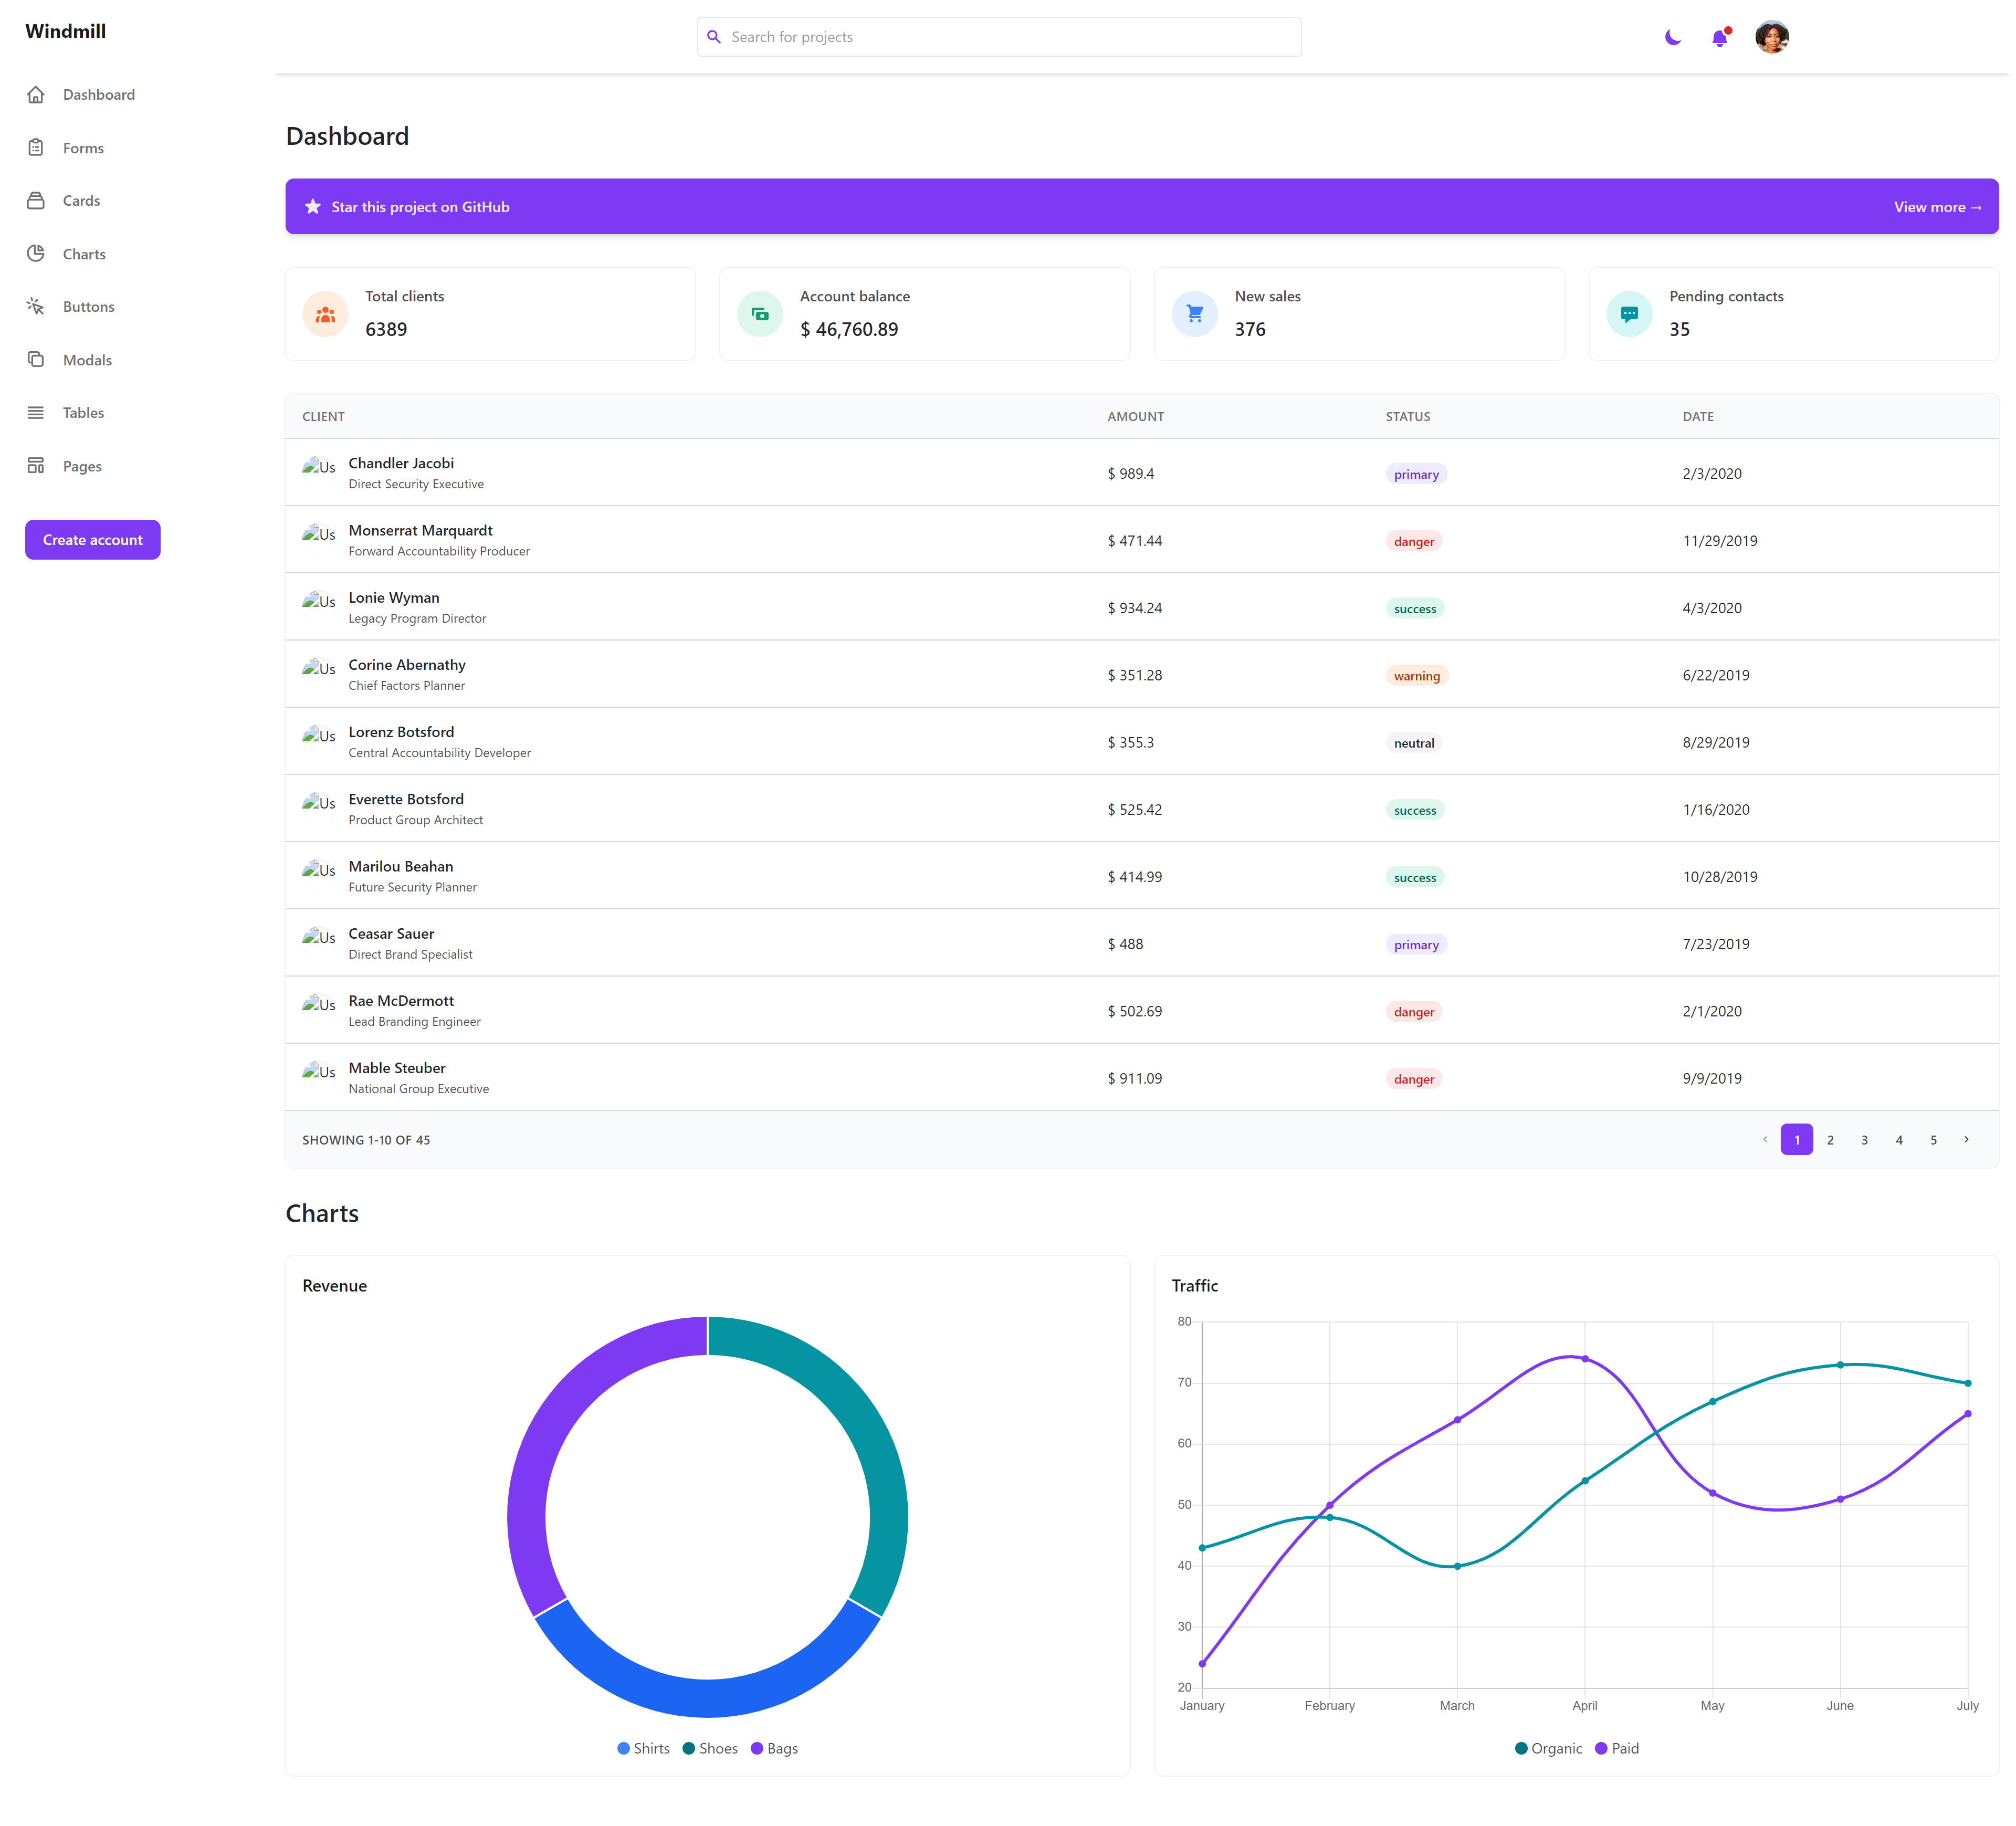 Windmill
Search for projects
Dashboard
Forms
Cards
Charts
Buttons
Modals
Tables
Pages
Create account
Dashboard
Star this project on GitHub
View more →
Total clients
6389
Account balance
$ 46,760.89
New sales
376
Pending contacts
35
CLIENT AMOUNT STATUS DATE
Us Chandler Jacobi
Direct Security Executive
$ 989.4 primary 2/3/2020
Us Monserrat Marquardt
Forward Accountability Producer
$ 471.44 danger 11/29/2019
Us Lonie Wyman
Legacy Program Director
$ 934.24 success 4/3/2020
Us Corine Abernathy
Chief Factors Planner
$ 351.28 warning 6/22/2019
Us Lorenz Botsford
Central Accountability Developer
$ 355.3 neutral 8/29/2019
Us Everette Botsford
Product Group Architect
$ 525.42 success 1/16/2020
Us Marilou Beahan
Future Security Planner
$ 414.99 success 10/28/2019
Us Ceasar Sauer
Direct Brand Specialist
$ 488 primary 7/23/2019
Us Rae McDermott
Lead Branding Engineer
$ 502.69 danger 2/1/2020
Us Mable Steuber
National Group Executive
$ 911.09 danger 9/9/2019
SHOWING 1-10 OF 45
1 2 3 4 5
Charts
Revenue
Shirts Shoes Bags
Traffic
80
70
60
50
40
30
20
January February March April May June July
Organic Paid